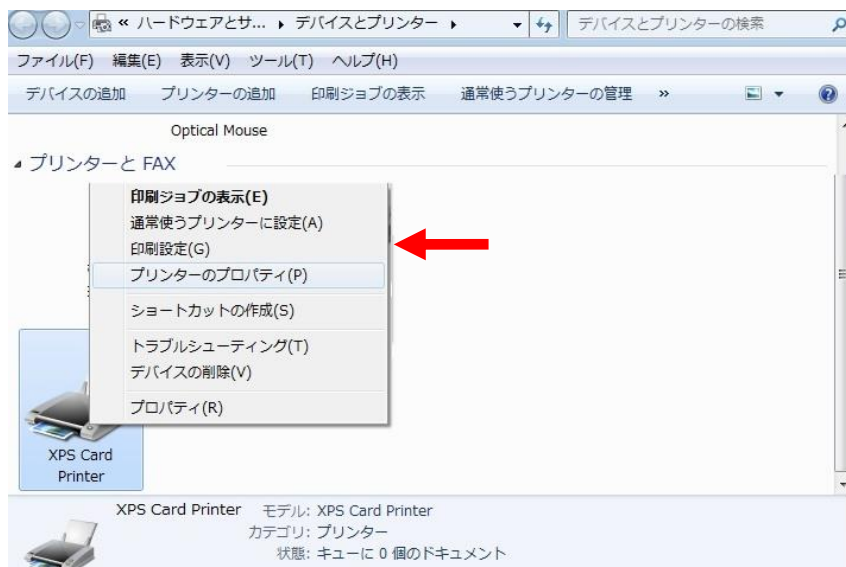 « ハードウェアとサ... ▸ デバイスとプリンター ▸ デバイスとプリンターの検索
ファイル(F) 編集(E) 表示(V) ツール(T) ヘルプ(H)
デバイスの追加 プリンターの追加 印刷ジョブの表示 通常使うプリンターの管理 »
Optical Mouse
プリンターと FAX
印刷ジョブの表示(E)
通常使うプリンターに設定(A)
印刷設定(G)
プリンターのプロパティ(P)
ショートカットの作成(S)
トラブルシューティング(T)
デバイスの削除(V)
プロパティ(R)
XPS Card
Printer
XPS Card Printer モデル: XPS Card Printer
カテゴリ: プリンター
状態: キューに 0 個のドキュメント